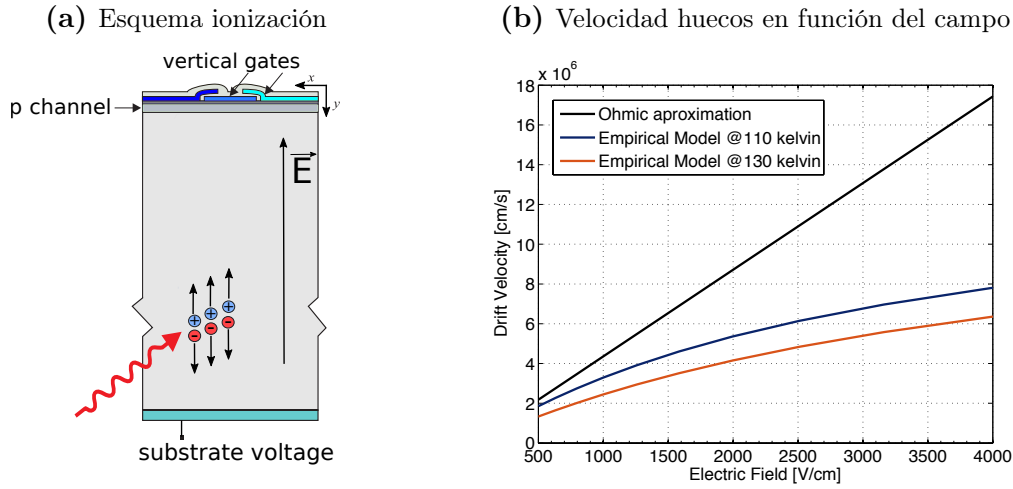 (a) Esquema ionización
vertical gates
x
y
p channel
E
+ + +
- - -
substrate voltage
(b) Velocidad huecos en función del campo
x 10^6
18
16
14
12
10
8
6
4
2
0
Drift Velocity [cm/s]
Ohmic aproximation
Empirical Model @110 kelvin
Empirical Model @130 kelvin
500 1000 1500 2000 2500 3000 3500 4000
Electric Field [V/cm]